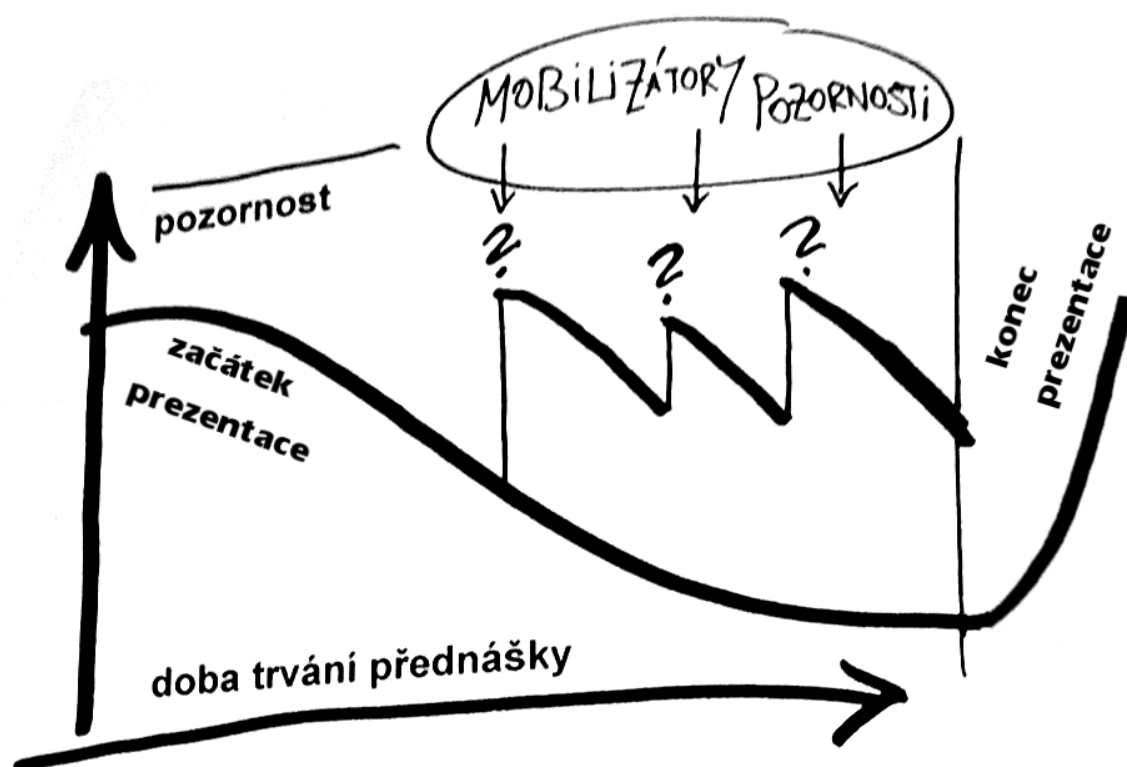 MOBiLiZÁTORY POZORNOSTi
pozornost
?
?
?
začátek
prezentace
konec
prezentace
doba trvání přednášky